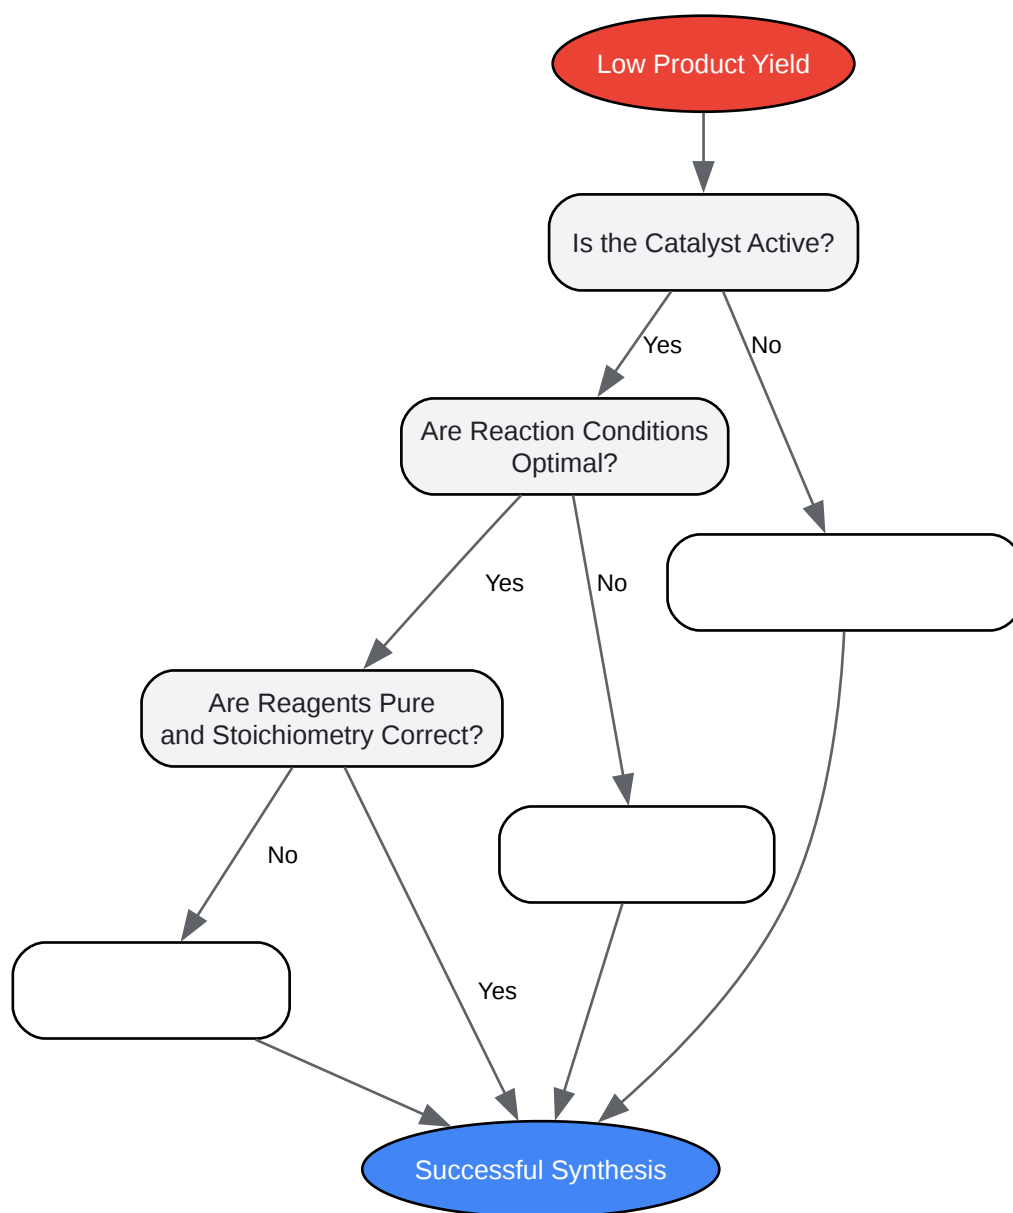 Low Product Yield
Is the Catalyst Active?
Yes
No
Are Reaction Conditions
Optimal?
Yes
No
Are Reagents Pure
and Stoichiometry Correct?
No
Yes
Successful Synthesis